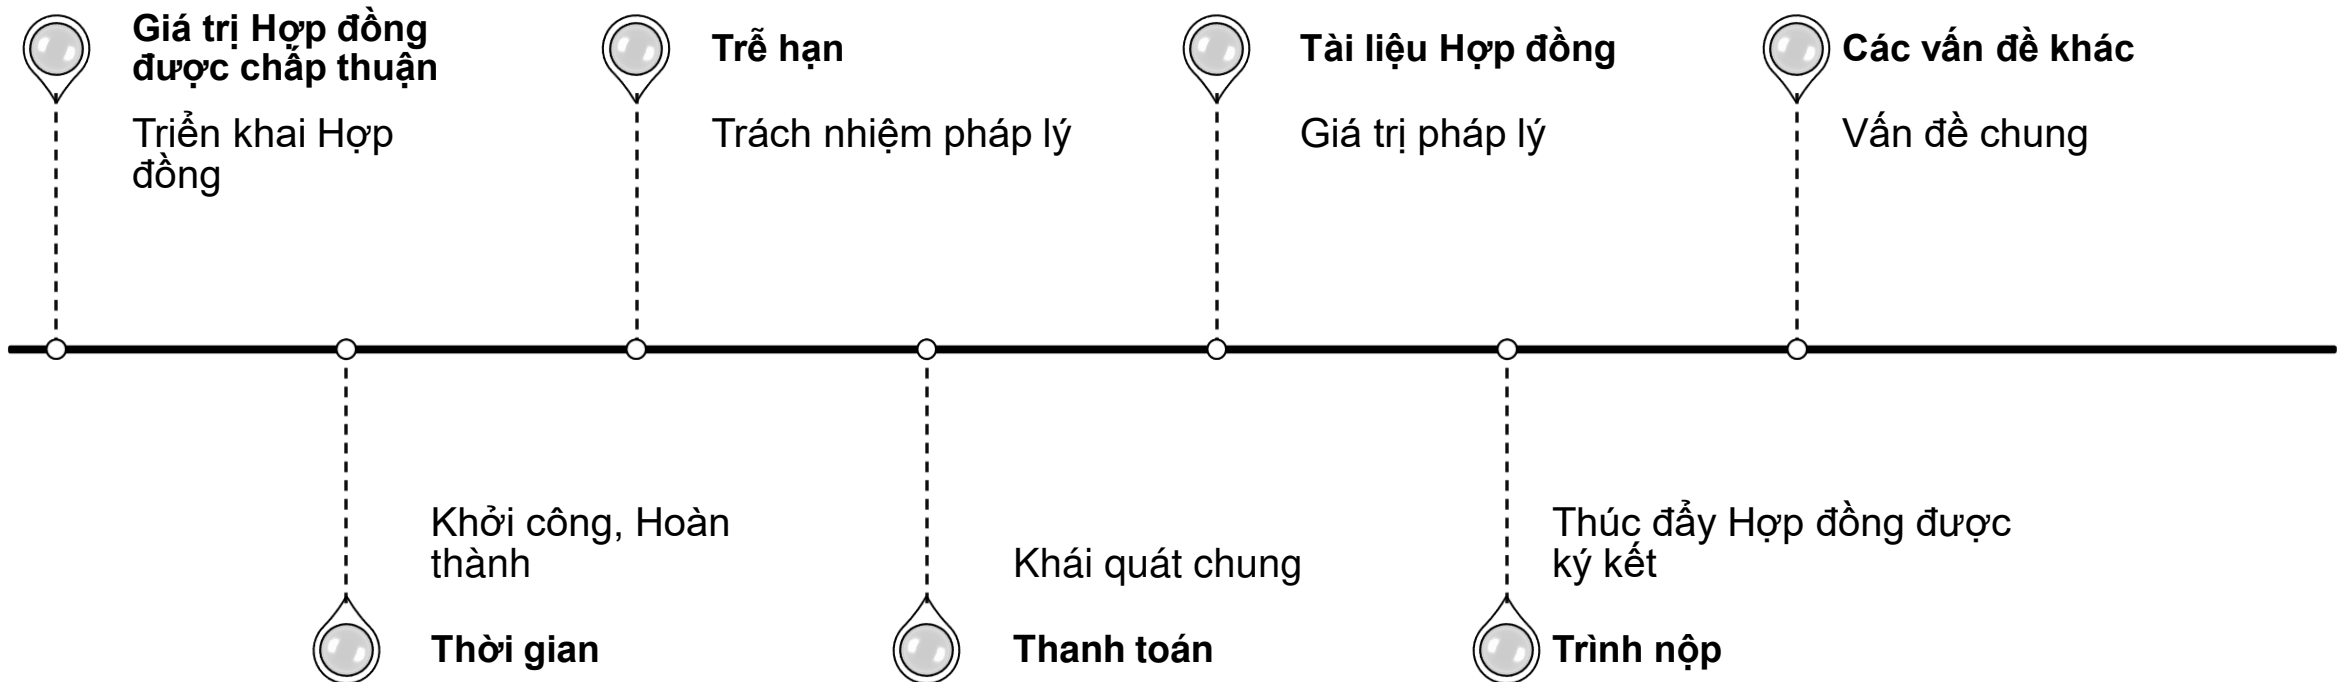 Giá trị Hợp đồng
được chấp thuận
Triển khai Hợp
đồng
Trễ hạn
Trách nhiệm pháp lý
Tài liệu Hợp đồng
Giá trị pháp lý
Các vấn đề khác
Vấn đề chung
Khởi công, Hoàn
thành
Thời gian
Khái quát chung
Thanh toán
Thúc đẩy Hợp đồng được
ký kết
Trình nộp